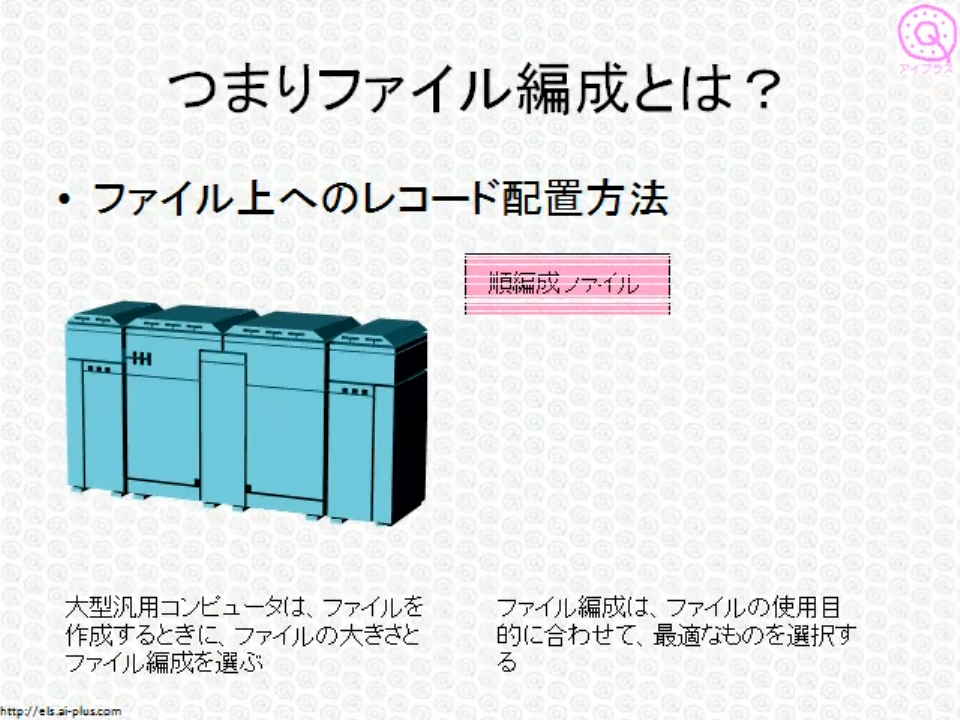 つまりファイル編成とは？
• ファイル上へのレコード配置方法
順編成ファイル
大型汎用コンピュータは、ファイルを
作成するときに、ファイルの大きさと
ファイル編成を選ぶ
ファイル編成は、ファイルの使用目
的に合わせて、最適なものを選択す
る
http://els.ai-plus.com
Q
アイプラス